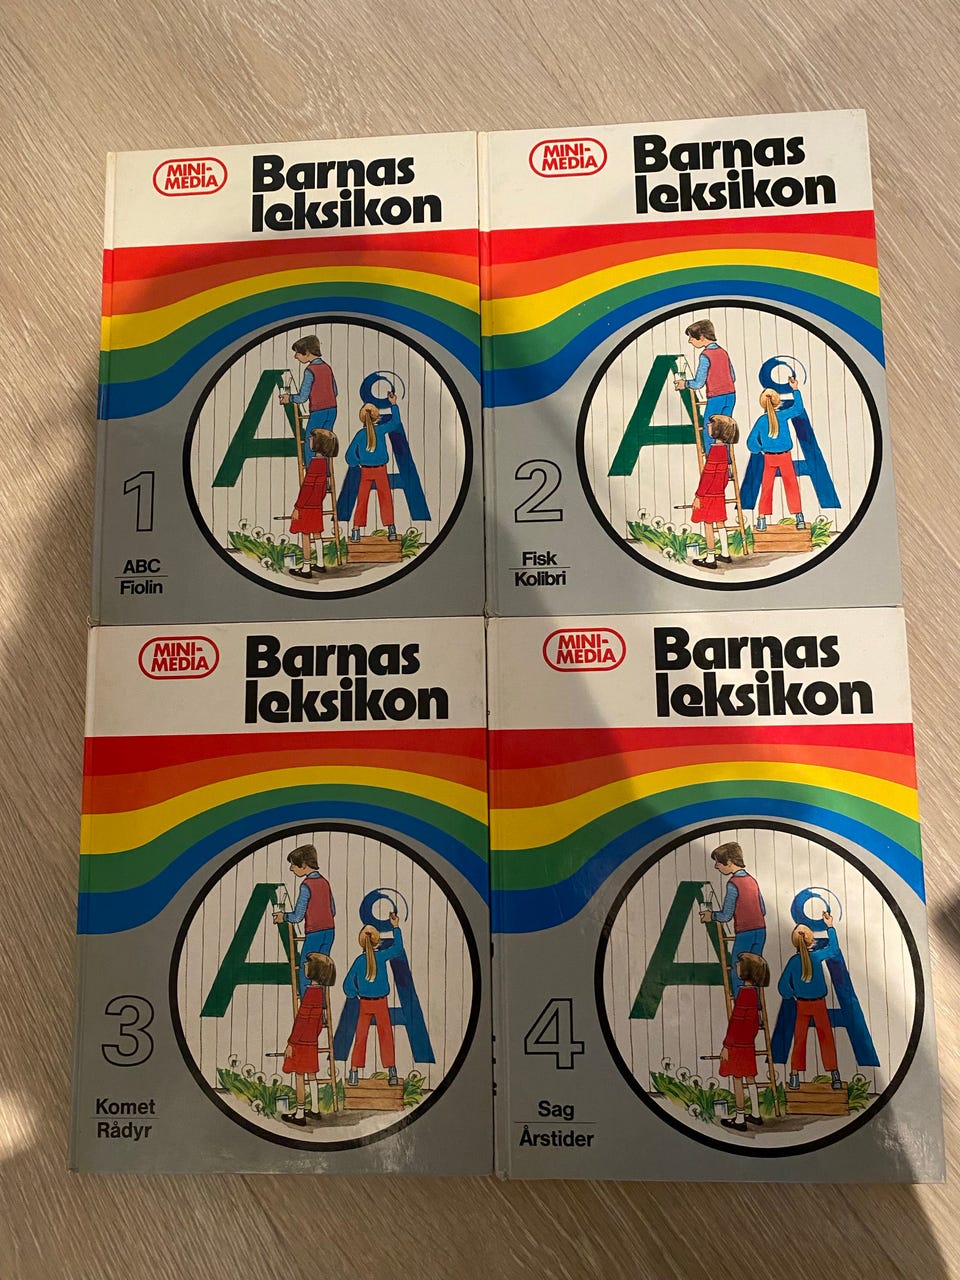 MINI-
MEDIA
Barnas
leksikon
A Å
1
ABC
Fiolin
MINI-
MEDIA
Barnas
leksikon
A Å
2
Fisk
Kolibri
MINI-
MEDIA
Barnas
leksikon
A Å
3
Komet
Rådyr
MINI-
MEDIA
Barnas
leksikon
A Å
4
Sag
Årstider